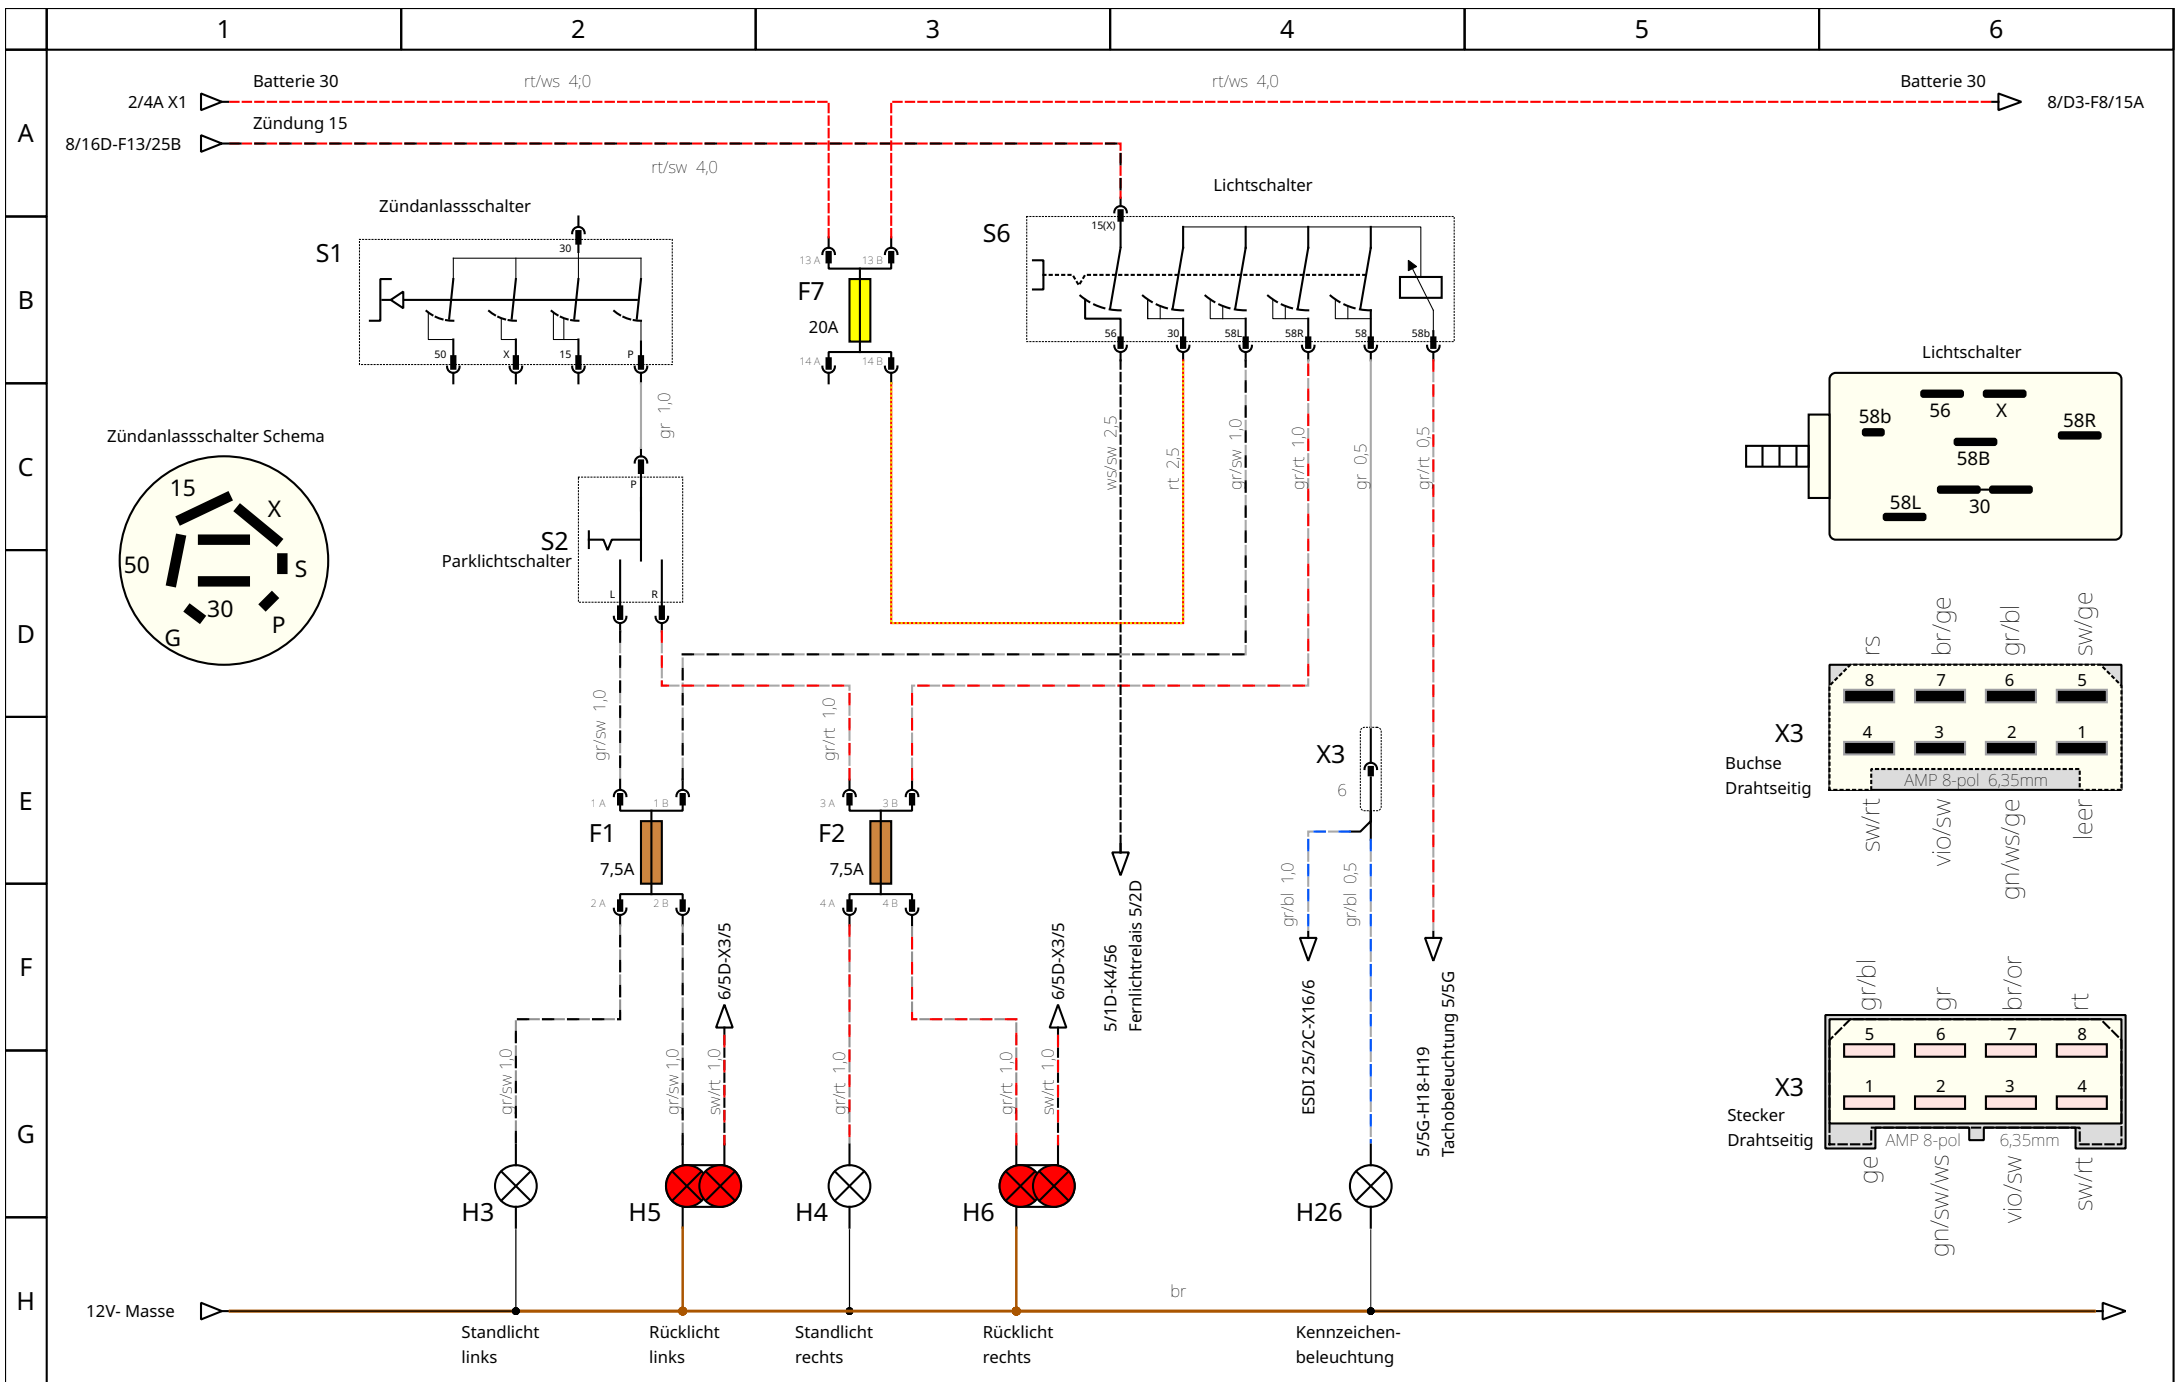 1 2 3 4 5 6
A
B
C
D
E
F
G
H
Batterie 30
rt/ws 4;0
rt/ws 4,0
Batterie 30
2/4A X1
8/D3-F8/15A
Zündung 15
8/16D-F13/25B
rt/sw 4,0
Zündanlassschalter
S1
30
50 X 15 P
gr 1,0
13 A 13 B
F7
20A
14 A 14 B
Lichtschalter
S6
15(X)
56 30 58L 58R 58 58b
ws/sw 2,5
rt 2,5
gr/sw 1,0
gr/rt 1,0
gr 0,5
gr/rt 0,5
Lichtschalter
58b 56 X 58R
58B
58L 30
Zündanlassschalter Schema
15
X
50
S
30
G P
P
S2
Parklichtschalter
L R
gr/sw 1,0
gr/rt 1,0
1 A 1 B
F1
7,5A
2 A 2 B
3 A 3 B
F2
7,5A
4 A 4 B
X3
6
gr/bl 1,0
gr/bl 0,5
rs br/ge gr/bl sw/ge
8 7 6 5
4 3 2 1
X3
Buchse
Drahtseitig
AMP 8-pol 6,35mm
sw/rt vio/sw gn/ws/ge leer
6/5D-X3/5
6/5D-X3/5
5/1D-K4/56
Fernlichtrelais 5/2D
ESDI 25/2C-X16/6
5/5G-H18-H19
Tachobeleuchtung 5/5G
gr/sw 1,0
gr/sw 1,0
sw/rt 1,0
gr/rt 1,0
gr/rt 1,0
sw/rt 1,0
gr/bl gr br/or rt
5 6 7 8
1 2 3 4
X3
Stecker
Drahtseitig
AMP 8-pol 6,35mm
ge gn/sw/ws vio/sw sw/rt
H3
H5
H4
H6
H26
br
12V- Masse
Standlicht
links
Rücklicht
links
Standlicht
rechts
Rücklicht
rechts
Kennzeichen-
beleuchtung